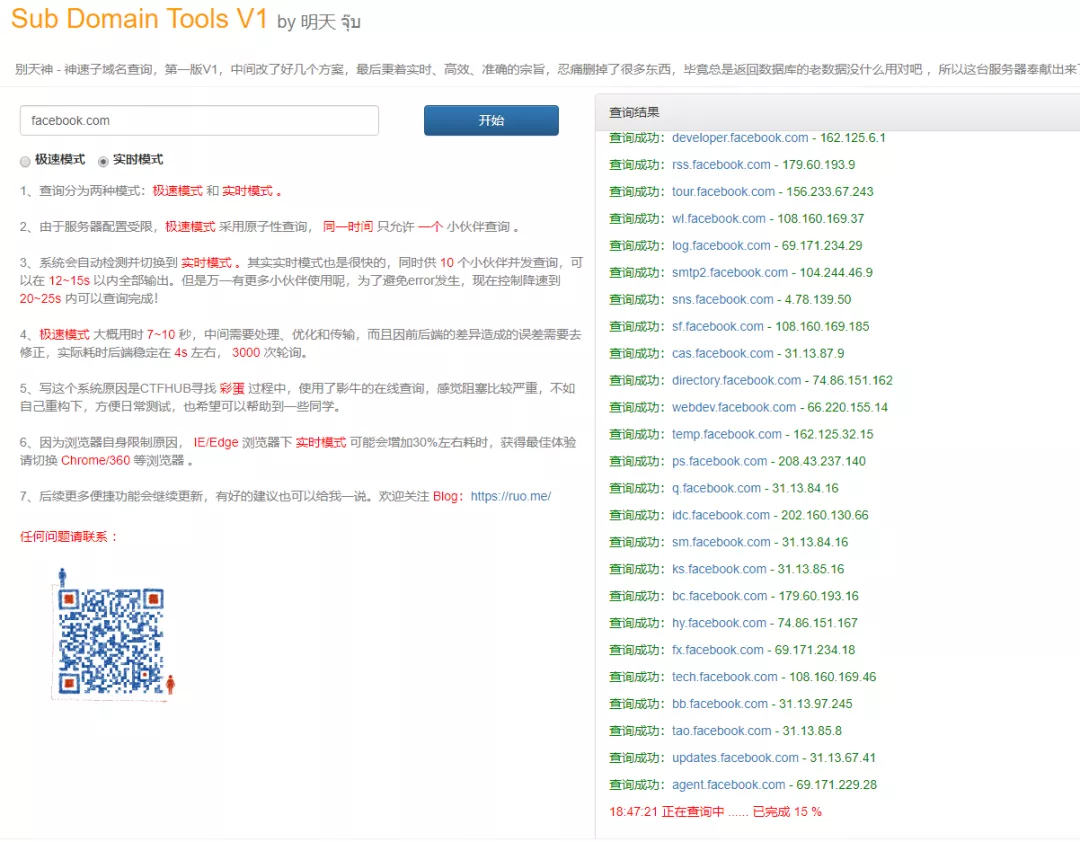 Sub Domain Tools V1 by 明天 จุ๊บ
别天神 - 神速子域名查询，第一版V1，中间改了好几个方案，最后秉着实时、高效、准确的宗旨，忍痛删掉了很多东西，毕竟总是返回数据库的老数据没什么用对吧 ，所以这台服务器奉献出来
facebook.com
开始
极速模式 实时模式
1、查询分为两种模式：极速模式 和 实时模式 。
2、由于服务器配置受限，极速模式 采用原子性查询， 同一时间 只允许 一个 小伙伴查询 。
3、系统会自动检测并切换到 实时模式 。其实实时模式也是很快的，同时供 10 个小伙伴并发查询，可
以在 12~15s 以内全部输出。但是万一有更多小伙伴使用呢，为了避免error发生，现在控制降速到
20~25s 内可以查询完成！
4、极速模式 大概用时 7~10 秒，中间需要处理、优化和传输，而且因前后端的差异造成的误差需要去
修正，实际耗时后端稳定在 4s 左右， 3000 次轮询。
5、写这个系统原因是CTFHUB寻找 彩蛋 过程中，使用了影牛的在线查询，感觉阻塞比较严重，不如
自己重构下，方便日常测试，也希望可以帮助到一些同学。
6、因为浏览器自身限制原因， IE/Edge 浏览器下 实时模式 可能会增加30%左右耗时，获得最佳体验
请切换 Chrome/360 等浏览器 。
7、后续更多便捷功能会继续更新，有好的建议也可以给我一说。欢迎关注 Blog：https://ruo.me/
任何问题请联系：
查询结果
查询成功：developer.facebook.com - 162.125.6.1
查询成功：rss.facebook.com - 179.60.193.9
查询成功：tour.facebook.com - 156.233.67.243
查询成功：wl.facebook.com - 108.160.169.37
查询成功：log.facebook.com - 69.171.234.29
查询成功：smtp2.facebook.com - 104.244.46.9
查询成功：sns.facebook.com - 4.78.139.50
查询成功：sf.facebook.com - 108.160.169.185
查询成功：cas.facebook.com - 31.13.87.9
查询成功：directory.facebook.com - 74.86.151.162
查询成功：webdev.facebook.com - 66.220.155.14
查询成功：temp.facebook.com - 162.125.32.15
查询成功：ps.facebook.com - 208.43.237.140
查询成功：q.facebook.com - 31.13.84.16
查询成功：idc.facebook.com - 202.160.130.66
查询成功：sm.facebook.com - 31.13.84.16
查询成功：ks.facebook.com - 31.13.85.16
查询成功：bc.facebook.com - 179.60.193.16
查询成功：hy.facebook.com - 74.86.151.167
查询成功：fx.facebook.com - 69.171.234.18
查询成功：tech.facebook.com - 108.160.169.46
查询成功：bb.facebook.com - 31.13.97.245
查询成功：tao.facebook.com - 31.13.85.8
查询成功：updates.facebook.com - 31.13.67.41
查询成功：agent.facebook.com - 69.171.229.28
18:47:21 正在查询中 ...... 已完成 15 %